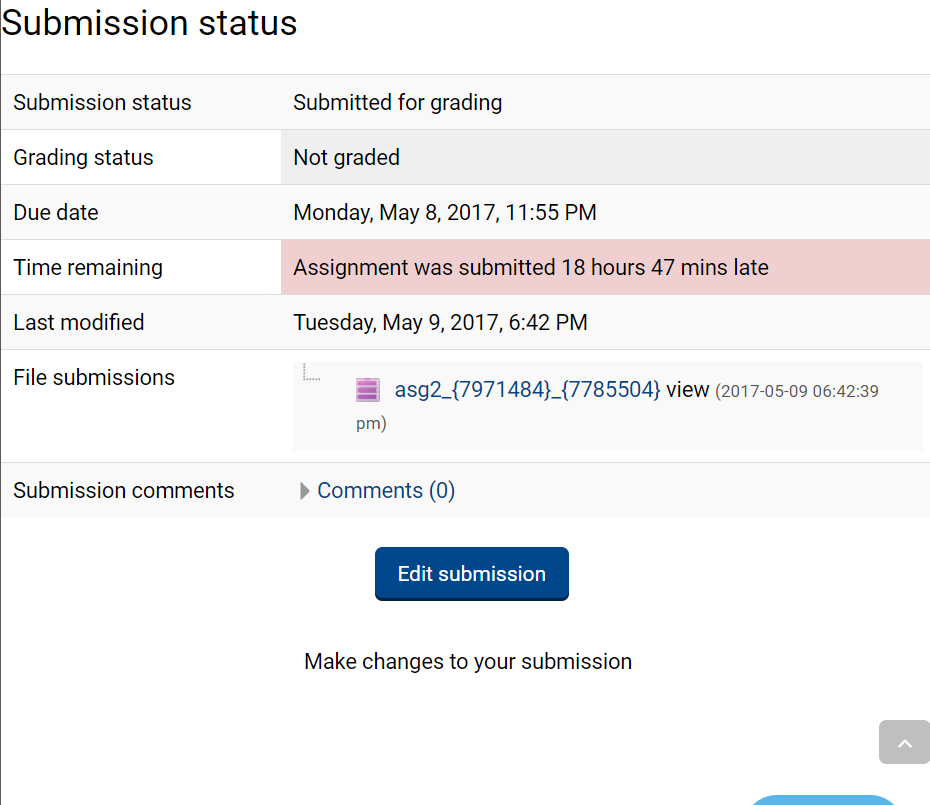 Submission status
Submission status Submitted for grading
Grading status Not graded
Due date Monday, May 8, 2017, 11:55 PM
Time remaining Assignment was submitted 18 hours 47 mins late
Last modified Tuesday, May 9, 2017, 6:42 PM
File submissions asg2_{7971484}_{7785504} view (2017-05-09 06:42:39
pm)
Submission comments Comments (0)
Edit submission
Make changes to your submission